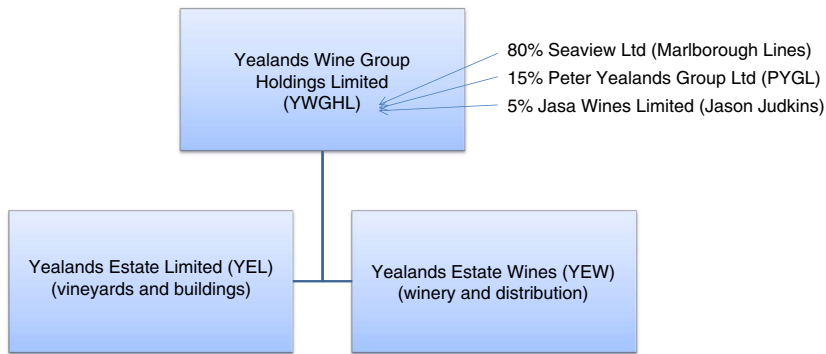 Yealands Wine Group
Holdings Limited
(YWGHL)
80% Seaview Ltd (Marlborough Lines)
15% Peter Yealands Group Ltd (PYGL)
5% Jasa Wines Limited (Jason Judkins)
Yealands Estate Limited (YEL)
(vineyards and buildings)
Yealands Estate Wines (YEW)
(winery and distribution)